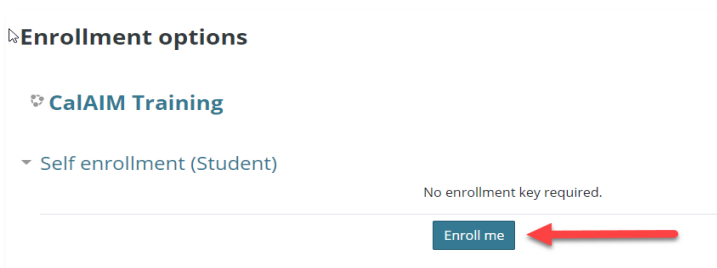 Enrollment options
CalAIM Training
Self enrollment (Student)
No enrollment key required.
Enroll me